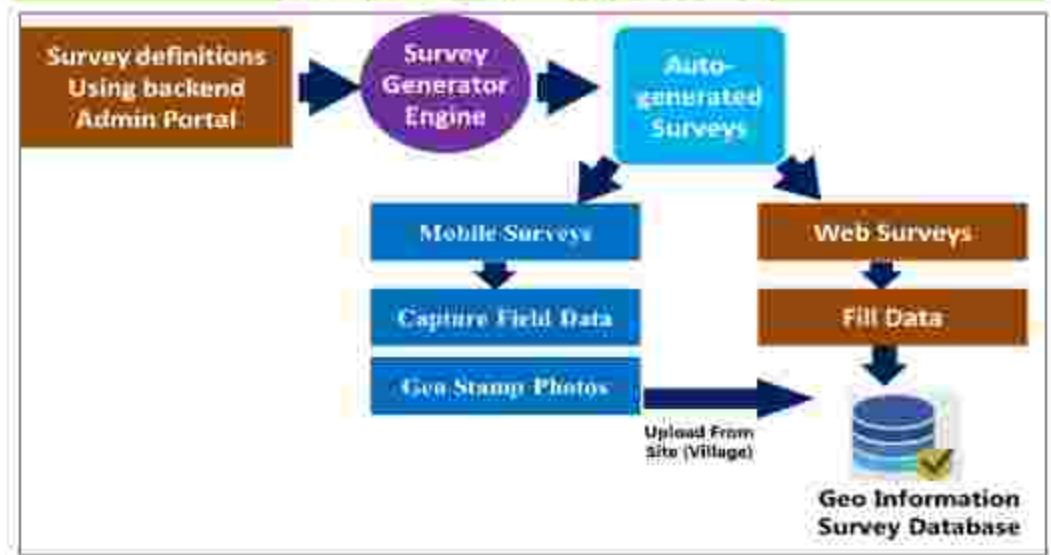 Survey definitions
Using backend
Admin Portal
Survey
Generator
Engine
Auto-
generated
Surveys
Mobile Surveys
Web Surveys
Capture Field Data
Fill Data
Geo Stamp Photos
Upload From
Site (Village)
Geo Information
Survey Database